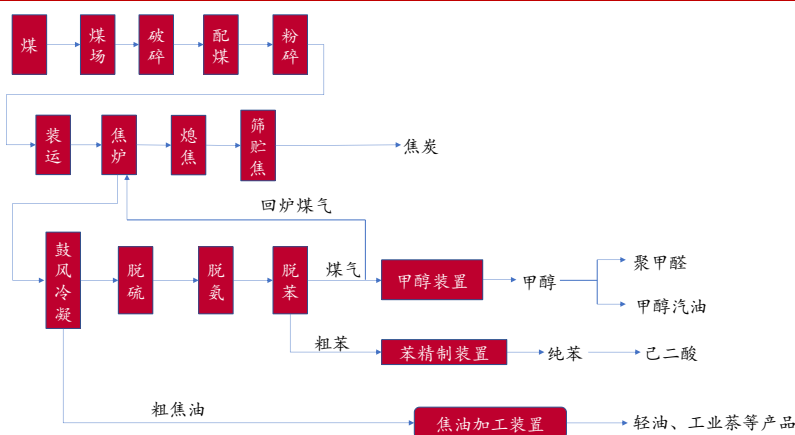 煤
煤场
破碎
配煤
粉碎
装运
焦炉
熄焦
筛贮焦
焦炭
回炉煤气
鼓风冷凝
脱硫
脱氨
脱苯
煤气
甲醇装置
甲醇
聚甲醛
甲醇汽油
粗苯
苯精制装置
纯苯
己二酸
粗焦油
焦油加工装置
轻油、工业萘等产品